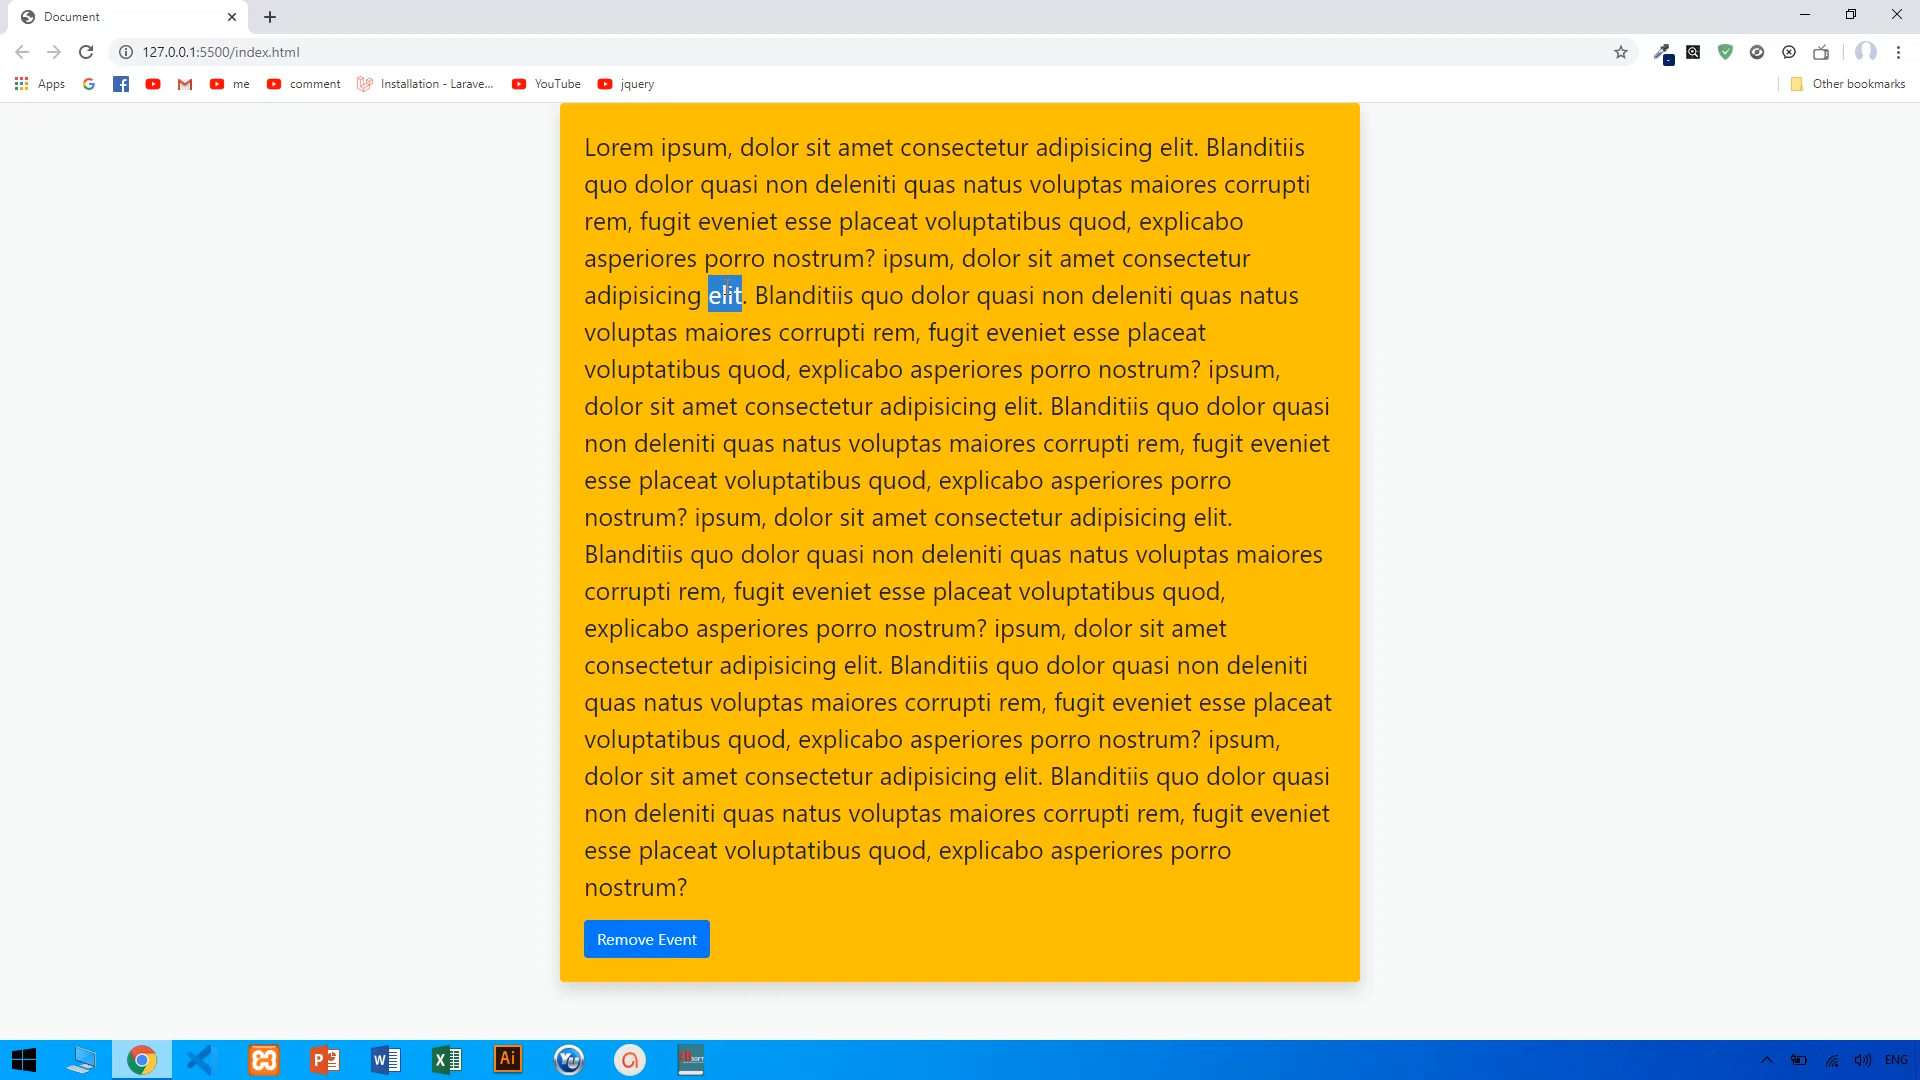 Document
127.0.0.1:5500/index.html
Apps
me
comment
Installation - Larave...
YouTube
jquery
Other bookmarks
Lorem ipsum, dolor sit amet consectetur adipisicing elit. Blanditiis
quo dolor quasi non deleniti quas natus voluptas maiores corrupti
rem, fugit eveniet esse placeat voluptatibus quod, explicabo
asperiores porro nostrum? ipsum, dolor sit amet consectetur
adipisicing elit. Blanditiis quo dolor quasi non deleniti quas natus
voluptas maiores corrupti rem, fugit eveniet esse placeat
voluptatibus quod, explicabo asperiores porro nostrum? ipsum,
dolor sit amet consectetur adipisicing elit. Blanditiis quo dolor quasi
non deleniti quas natus voluptas maiores corrupti rem, fugit eveniet
esse placeat voluptatibus quod, explicabo asperiores porro
nostrum? ipsum, dolor sit amet consectetur adipisicing elit.
Blanditiis quo dolor quasi non deleniti quas natus voluptas maiores
corrupti rem, fugit eveniet esse placeat voluptatibus quod,
explicabo asperiores porro nostrum? ipsum, dolor sit amet
consectetur adipisicing elit. Blanditiis quo dolor quasi non deleniti
quas natus voluptas maiores corrupti rem, fugit eveniet esse placeat
voluptatibus quod, explicabo asperiores porro nostrum? ipsum,
dolor sit amet consectetur adipisicing elit. Blanditiis quo dolor quasi
non deleniti quas natus voluptas maiores corrupti rem, fugit eveniet
esse placeat voluptatibus quod, explicabo asperiores porro
nostrum?
Remove Event
Ai
ENG